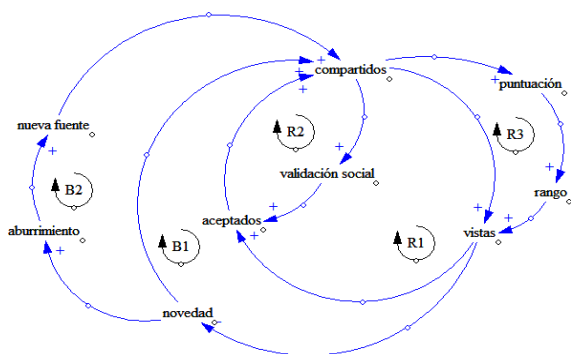 compartidos
puntuación
nueva fuente
R2
R3
validación social
B2
rango
aceptados
vistas
aburrimiento
B1
R1
novedad